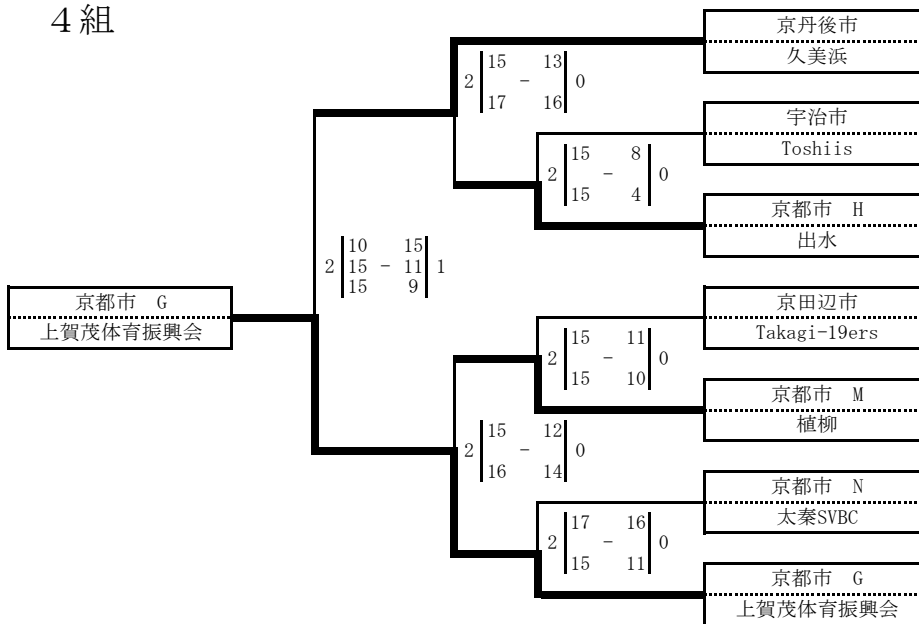 4組
京丹後市
久美浜
15 - 13
2 0
17 16
宇治市
Toshiis
15 8
2 - 0
15 4
京都市 H
出水
10 15
2 15 - 11 1
15 9
京都市 G
上賀茂体育振興会
京田辺市
Takagi-19ers
15 11
2 - 0
15 10
京都市 M
植柳
15 12
2 - 0
16 14
京都市 N
太秦SVBC
17 16
2 - 0
15 11
京都市 G
上賀茂体育振興会